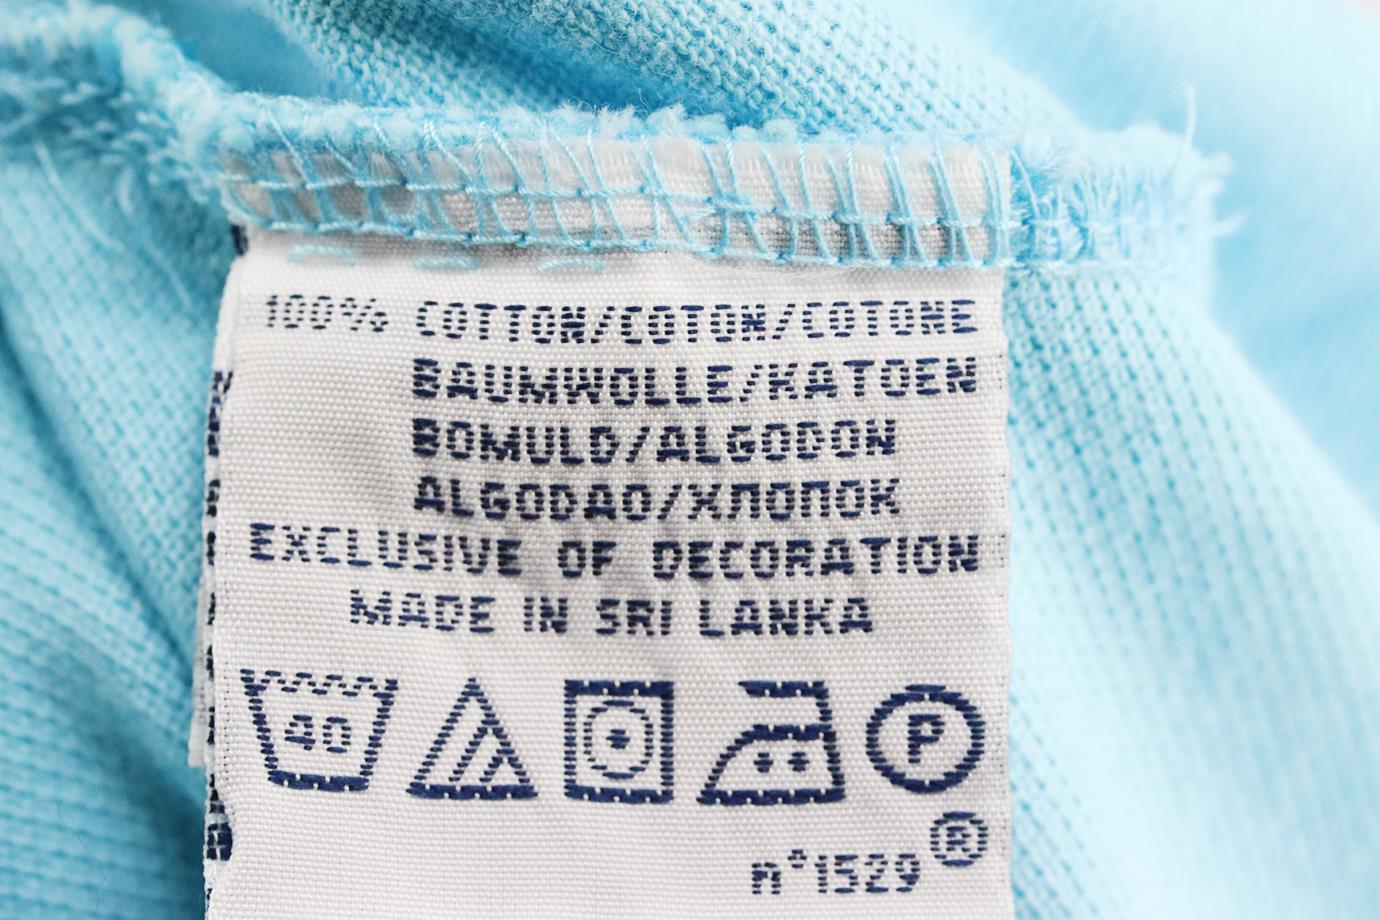 100% COTTON/COTON/COTONE
BAUMWOLLE/KATOEN
BOMULD/ALGODON
ALGODAO/ХЛОПОК
EXCLUSIVE OF DECORATION
MADE IN SRI LANKA
40
P
®
n°1529